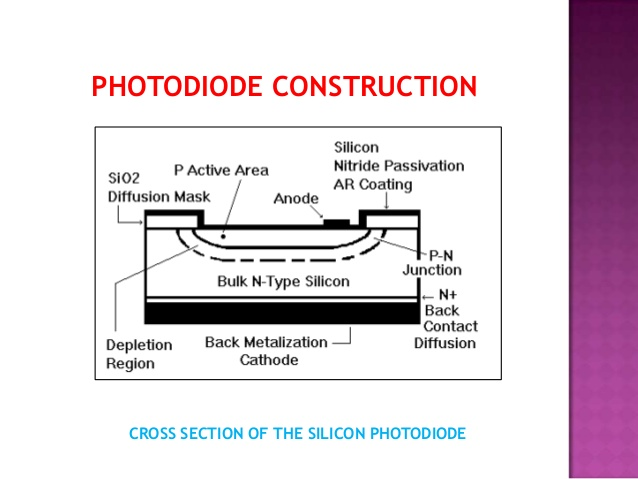 PHOTODIODE CONSTRUCTION
Silicon
Nitride Passivation
AR Coating
P Active Area
SiO2
Diffusion Mask
Anode
P-N
Junction
Bulk N-Type Silicon
N+
Back
Contact
Diffusion
Depletion
Region
Back Metalization
Cathode
CROSS SECTION OF THE SILICON PHOTODIODE